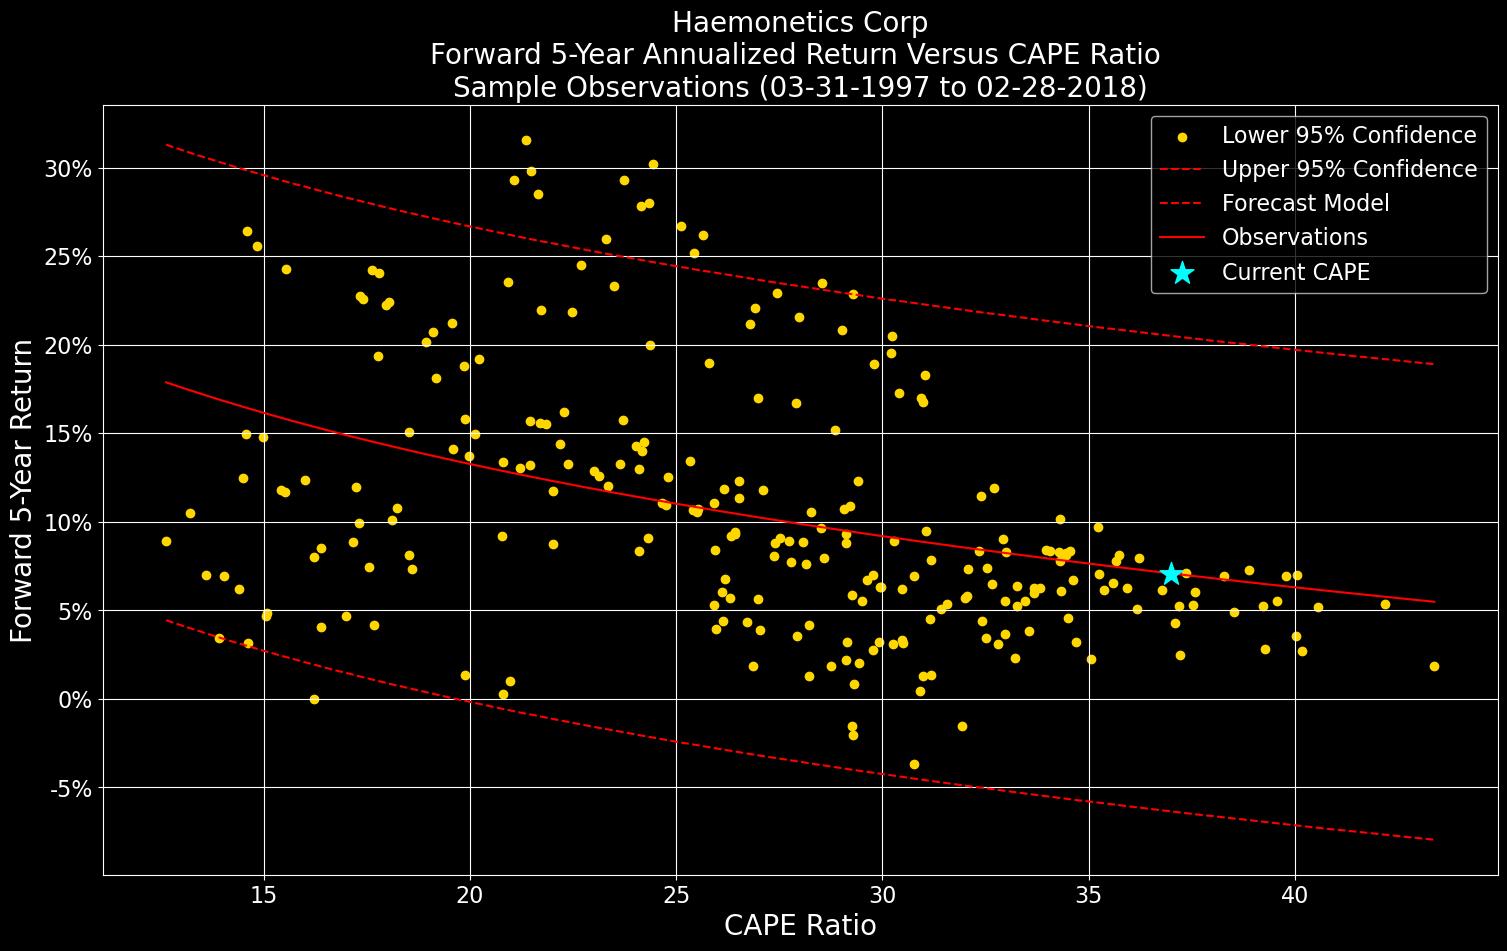 Haemonetics Corp
Forward 5-Year Annualized Return Versus CAPE Ratio
Sample Observations (03-31-1997 to 02-28-2018)
Lower 95% Confidence
Upper 95% Confidence
Forecast Model
Observations
Current CAPE
Forward 5-Year Return
30%
25%
20%
15%
10%
5%
0%
-5%
15
20
25
30
35
40
CAPE Ratio